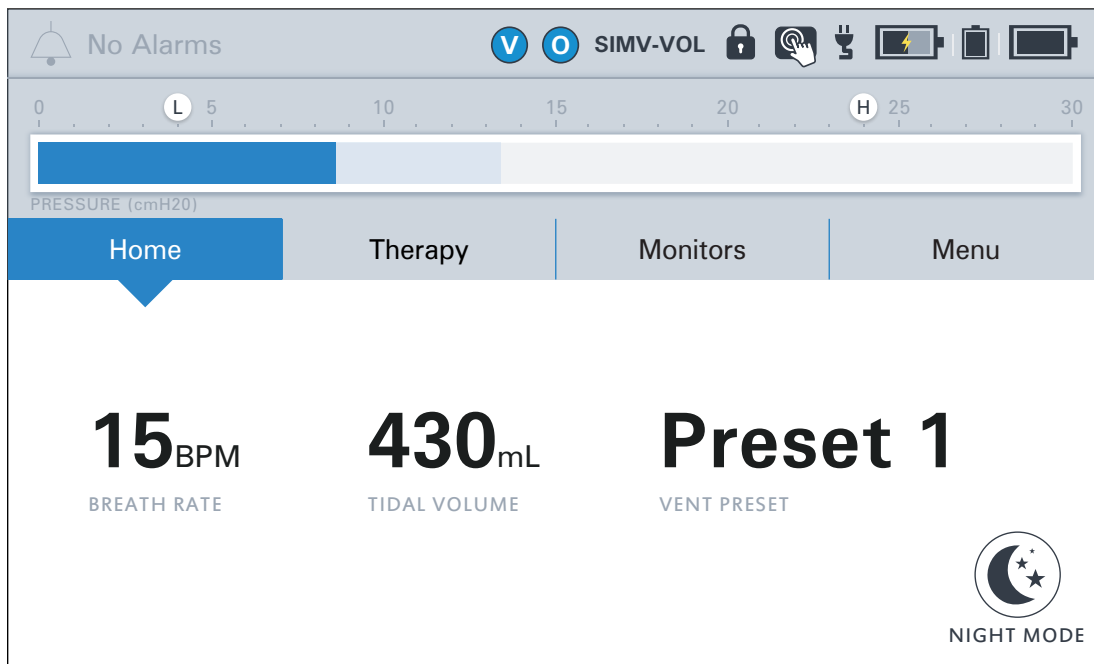 No Alarms V O SIMV-VOL
0 L 5 10 15 20 H 25 30
PRESSURE (cmH20)
Home Therapy Monitors Menu
15BPM 430mL Preset 1
BREATH RATE TIDAL VOLUME VENT PRESET
NIGHT MODE